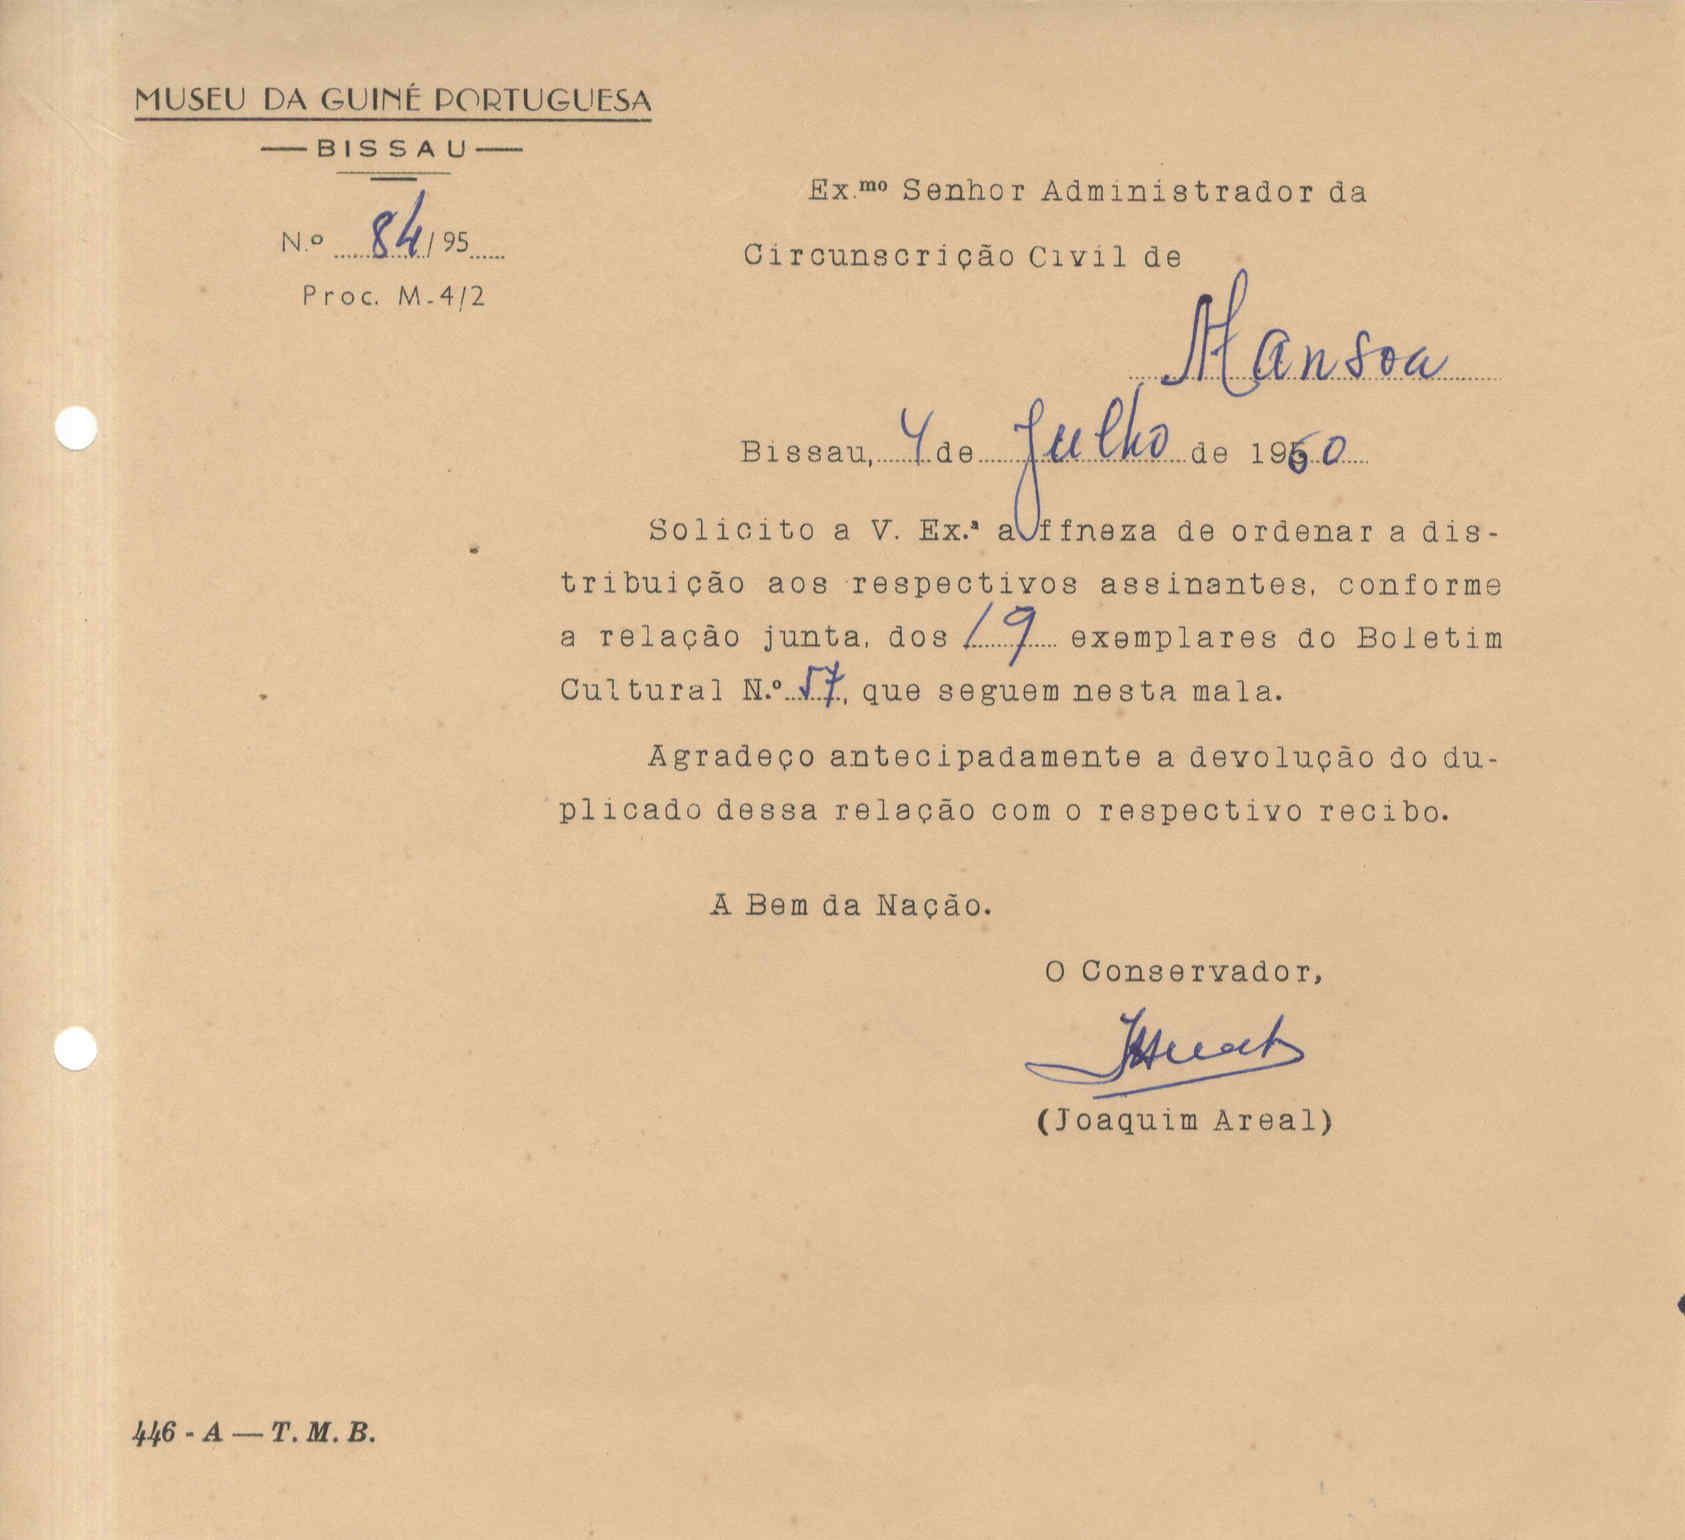 MUSEU DA GUINÉ PORTUGUESA
— BISSAU —
N.º 84/95
Proc. M-4/2
Ex.mo Senhor Administrador da
Circunscrição Civil de
Mansoa
Bissau, 4 de Julho de 1960
Solicito a V. Ex.ª a ffneza de ordenar a dis-
tribuição aos respectivos assinantes, conforme
a relação junta, dos 19 exemplares do Boletim
Cultural N.º 57, que seguem nesta mala.
Agradeço antecipadamente a devolução do du-
plicado dessa relação com o respectivo recibo.
A Bem da Nação.
O Conservador,
(Joaquim Areal)
446 - A — T. M. B.